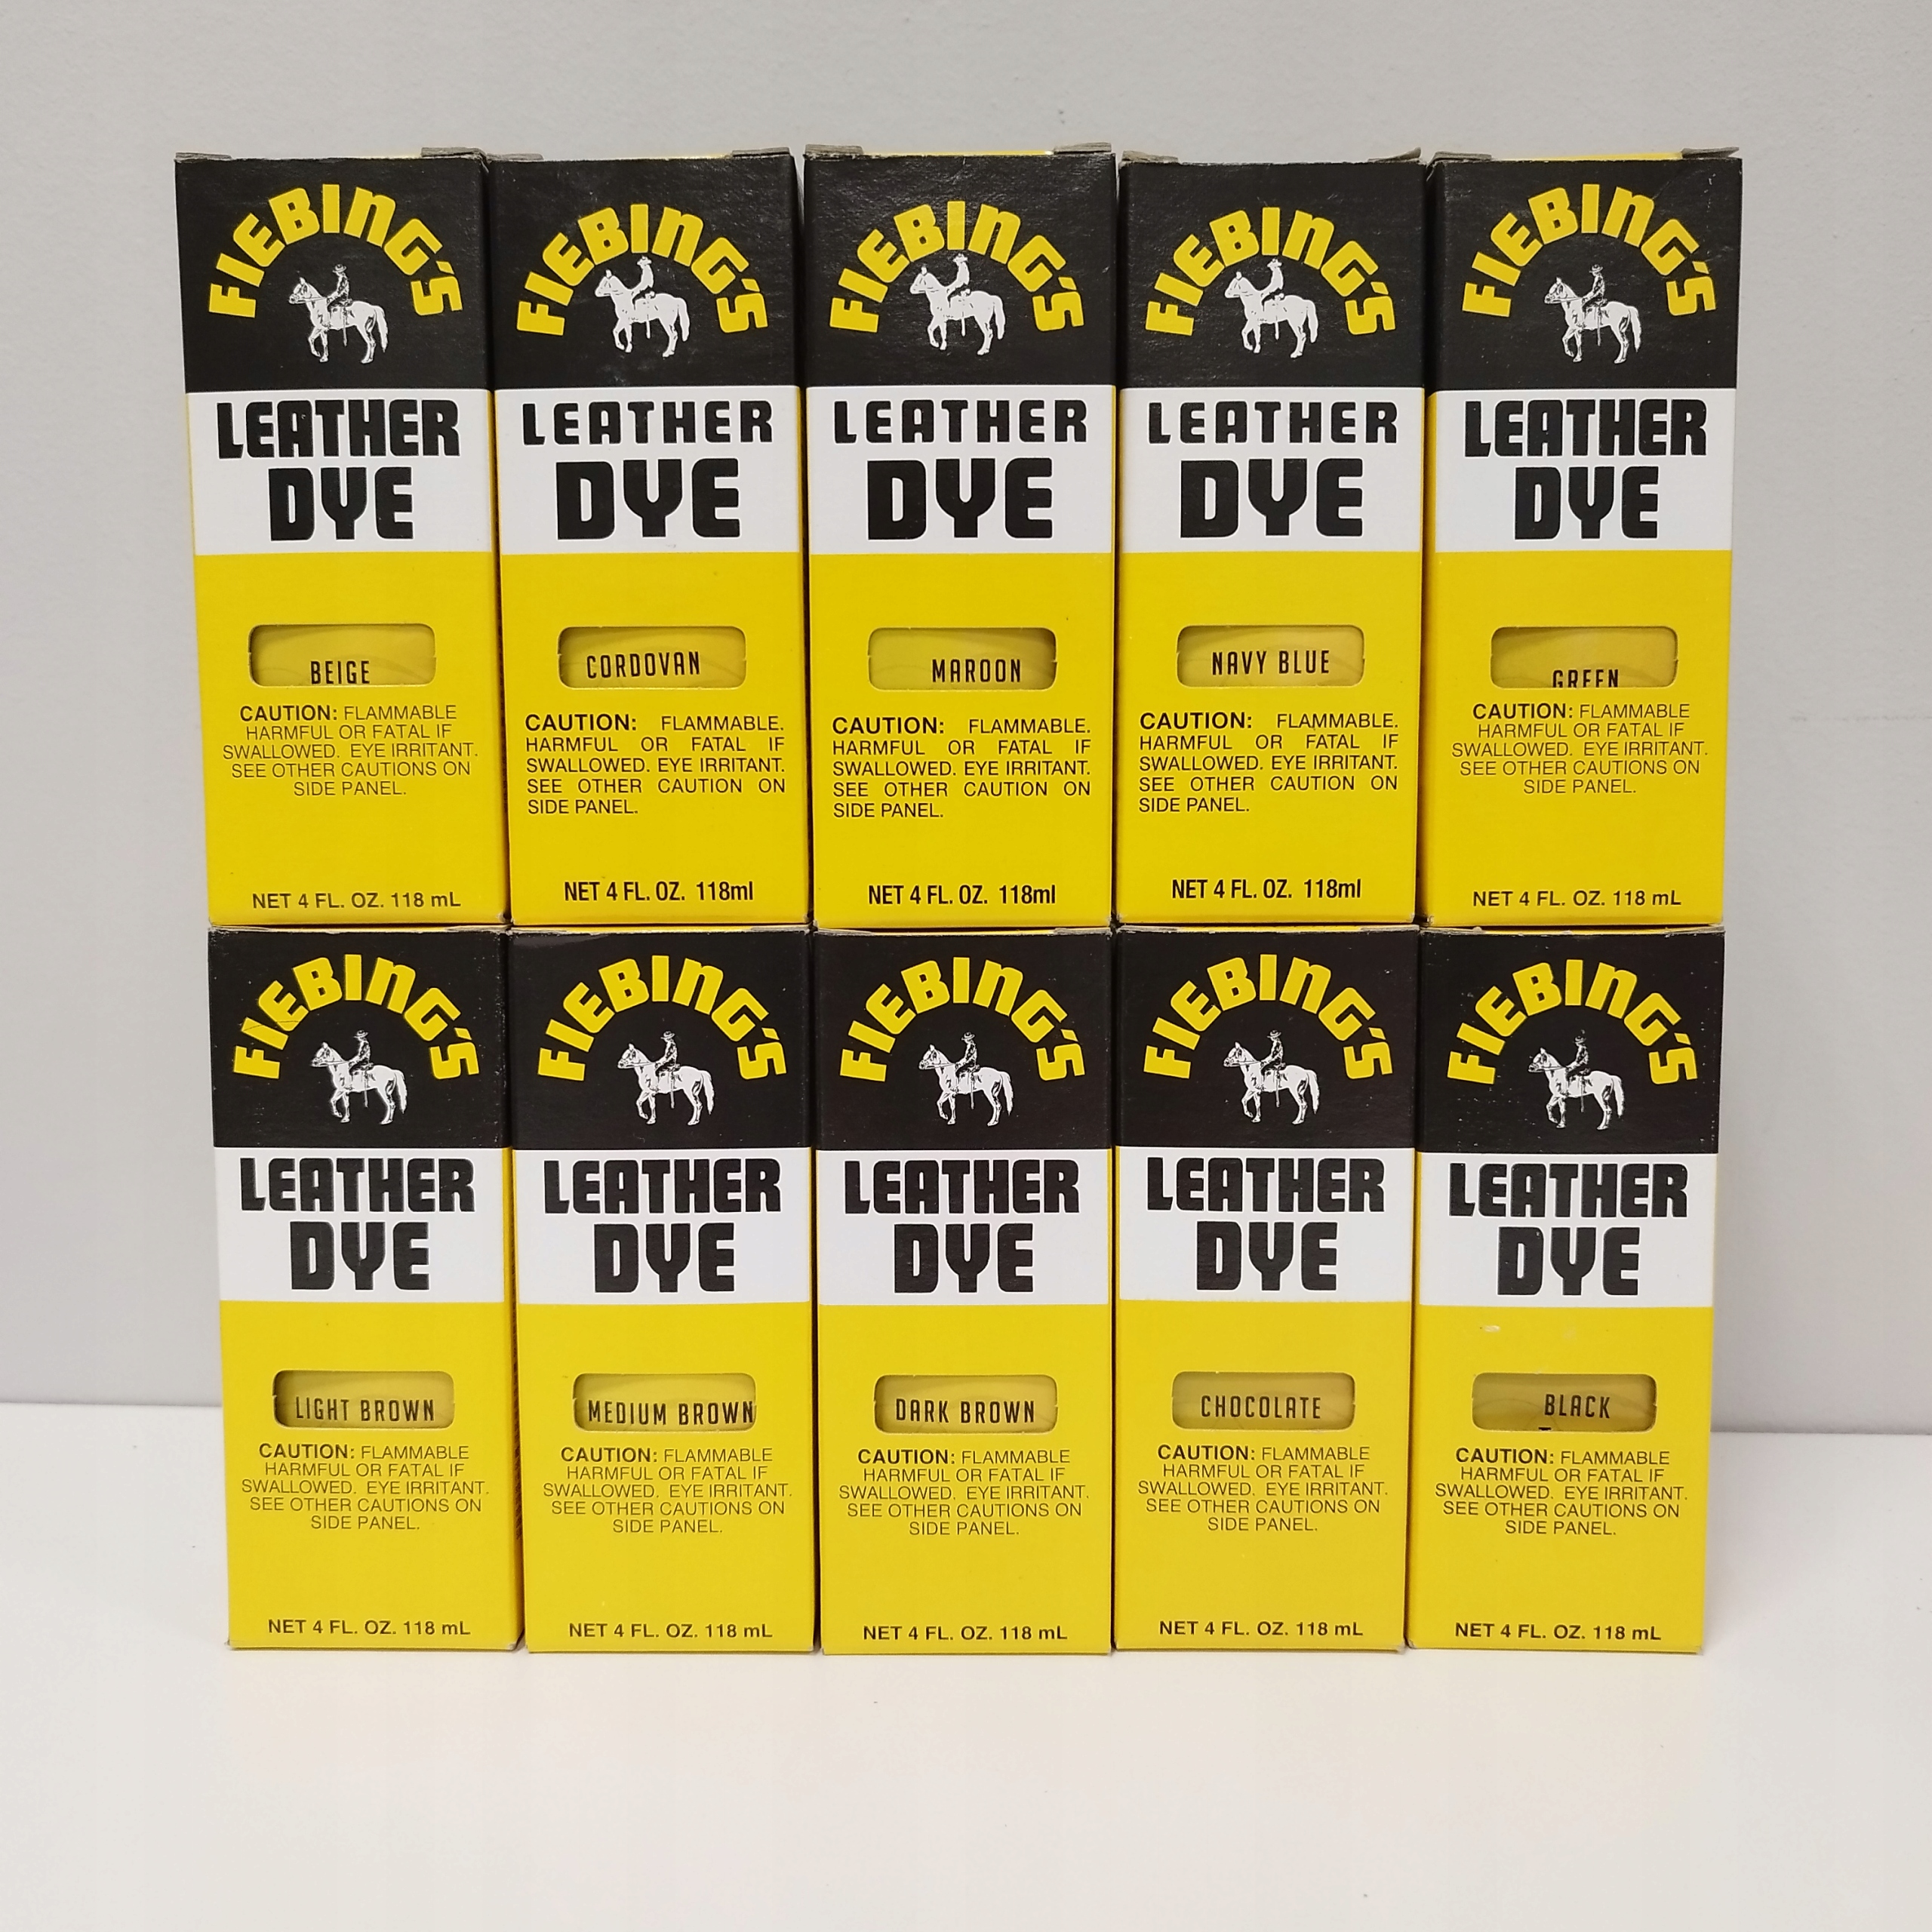 FIEBING'S
LEATHER
DYE
BEIGE
CAUTION: FLAMMABLE
HARMFUL OR FATAL IF
SWALLOWED. EYE IRRITANT.
SEE OTHER CAUTIONS ON
SIDE PANEL.
NET 4 FL. OZ. 118 mL
FIEBING'S
LEATHER
DYE
CORDOVAN
CAUTION: FLAMMABLE.
HARMFUL OR FATAL IF
SWALLOWED. EYE IRRITANT.
SEE OTHER CAUTION ON
SIDE PANEL.
NET 4 FL. OZ. 118ml
FIEBING'S
LEATHER
DYE
MAROON
CAUTION: FLAMMABLE.
HARMFUL OR FATAL IF
SWALLOWED. EYE IRRITANT.
SEE OTHER CAUTION ON
SIDE PANEL.
NET 4 FL. OZ. 118ml
FIEBING'S
LEATHER
DYE
NAVY BLUE
CAUTION: FLAMMABLE.
HARMFUL OR FATAL IF
SWALLOWED. EYE IRRITANT.
SEE OTHER CAUTION ON
SIDE PANEL.
NET 4 FL. OZ. 118ml
FIEBING'S
LEATHER
DYE
GREEN
CAUTION: FLAMMABLE
HARMFUL OR FATAL IF
SWALLOWED. EYE IRRITANT.
SEE OTHER CAUTIONS ON
SIDE PANEL.
NET 4 FL. OZ. 118 mL
FIEBING'S
LEATHER
DYE
LIGHT BROWN
CAUTION: FLAMMABLE
HARMFUL OR FATAL IF
SWALLOWED. EYE IRRITANT.
SEE OTHER CAUTIONS ON
SIDE PANEL.
NET 4 FL. OZ. 118 mL
FIEBING'S
LEATHER
DYE
MEDIUM BROWN
CAUTION: FLAMMABLE
HARMFUL OR FATAL IF
SWALLOWED. EYE IRRITANT.
SEE OTHER CAUTIONS ON
SIDE PANEL.
NET 4 FL. OZ. 118 mL
FIEBING'S
LEATHER
DYE
DARK BROWN
CAUTION: FLAMMABLE
HARMFUL OR FATAL IF
SWALLOWED. EYE IRRITANT.
SEE OTHER CAUTIONS ON
SIDE PANEL.
NET 4 FL. OZ. 118 mL
FIEBING'S
LEATHER
DYE
CHOCOLATE
CAUTION: FLAMMABLE
HARMFUL OR FATAL IF
SWALLOWED. EYE IRRITANT.
SEE OTHER CAUTIONS ON
SIDE PANEL.
NET 4 FL. OZ. 118 mL
FIEBING'S
LEATHER
DYE
BLACK
CAUTION: FLAMMABLE
HARMFUL OR FATAL IF
SWALLOWED. EYE IRRITANT.
SEE OTHER CAUTIONS ON
SIDE PANEL.
NET 4 FL. OZ. 118 mL